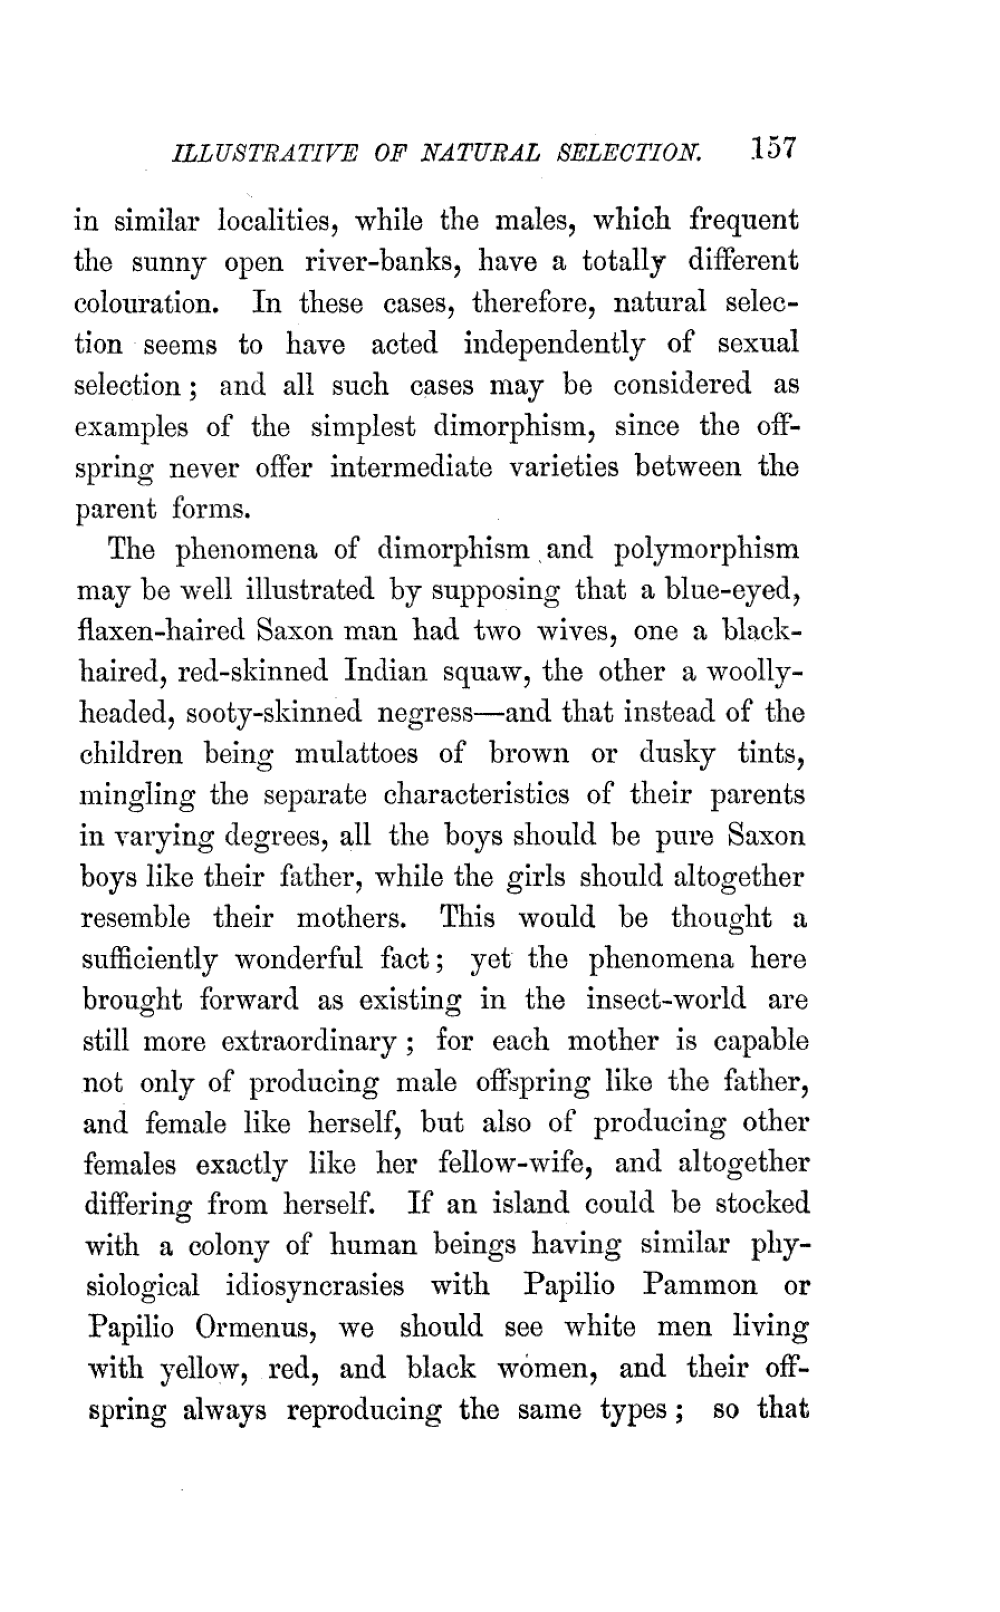 ILLUSTRATIVE OF NATURAL SELECTION. 157
in similar localities, while the males, which frequent
the sunny open river-banks, have a totally different
colouration. In these cases, therefore, natural selec-
tion seems to have acted independently of sexual
selection; and all such cases may be considered as
examples of the simplest dimorphism, since the off-
spring never offer intermediate varieties between the
parent forms.
The phenomena of dimorphism and polymorphism
may be well illustrated by supposing that a blue-eyed,
flaxen-haired Saxon man had two wives, one a black-
haired, red-skinned Indian squaw, the other a woolly-
headed, sooty-skinned negress—and that instead of the
children being mulattoes of brown or dusky tints,
mingling the separate characteristics of their parents
in varying degrees, all the boys should be pure Saxon
boys like their father, while the girls should altogether
resemble their mothers. This would be thought a
sufficiently wonderful fact; yet the phenomena here
brought forward as existing in the insect-world are
still more extraordinary; for each mother is capable
not only of producing male offspring like the father,
and female like herself, but also of producing other
females exactly like her fellow-wife, and altogether
differing from herself. If an island could be stocked
with a colony of human beings having similar phy-
siological idiosyncrasies with Papilio Pammon or
Papilio Ormenus, we should see white men living
with yellow, red, and black women, and their off-
spring always reproducing the same types; so that